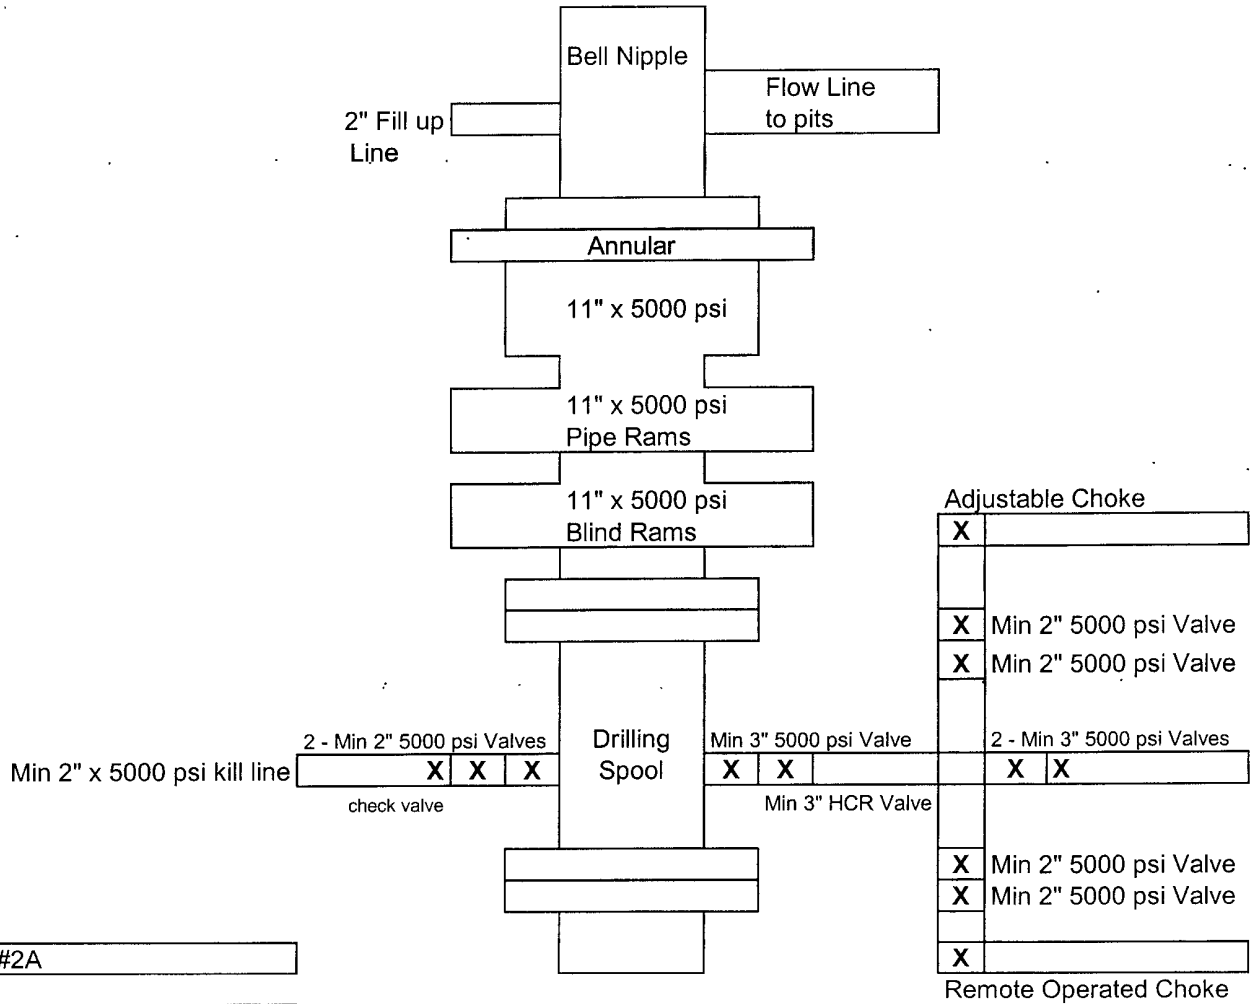 Bell Nipple
Flow Line
to pits
2" Fill up
Line
Annular
11" x 5000 psi
11" x 5000 psi
Pipe Rams
11" x 5000 psi
Blind Rams
Adjustable Choke
X
X Min 2" 5000 psi Valve
X Min 2" 5000 psi Valve
2 - Min 2" 5000 psi Valves
Drilling
Spool
Min 3" 5000 psi Valve
2 - Min 3" 5000 psi Valves
Min 2" x 5000 psi kill line
X X X
X X
X X
check valve
Min 3" HCR Valve
X Min 2" 5000 psi Valve
X Min 2" 5000 psi Valve
#2A
X
Remote Operated Choke